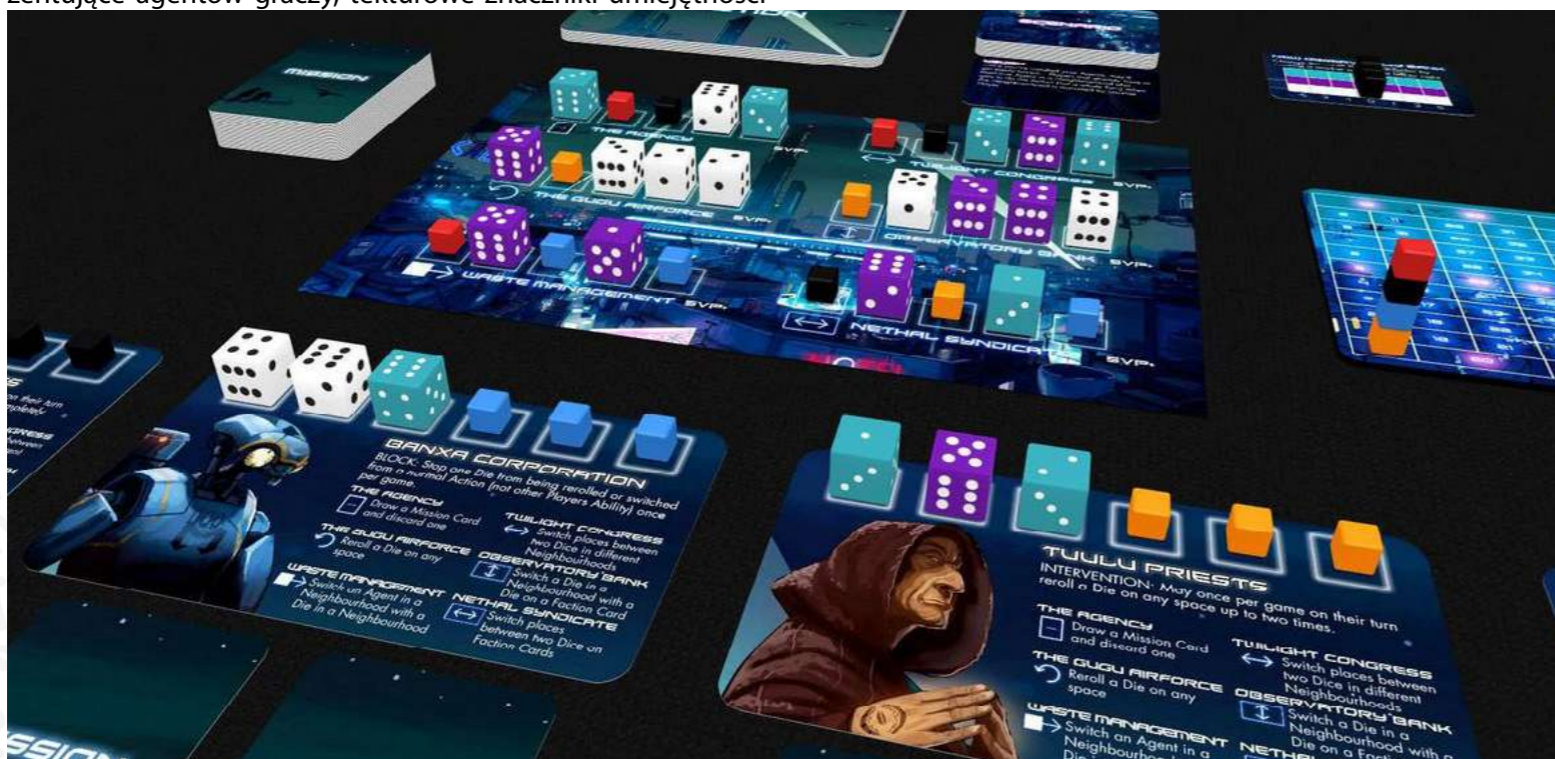 zentujące agentów graczy, tekturowe znaczniki umiejętności
MISSION
SCENARIO
THE AGENCY
TWILIGHT CONGRESS
THE GUGU AIRFORCE
OBSERVATORY BANK
WASTE MANAGEMENT
NETHAL SYNDICATE
on their turn
BANXA CORPORATION
BLOCK: Stop one Die from being rerolled or switched
from a normal Action (not other Players Ability) once
per game.
THE AGENCY
Draw a Mission Card
and discard one
THE GUGU AIRFORCE
Reroll a Die on any
space
WASTE MANAGEMENT
Switch an Agent in a
Neighbourhood with a
Die in a Neighbourhood
TWILIGHT CONGRESS
Switch places between
two Dice in different
Neighbourhoods
OBSERVATORY BANK
Switch a Die in a
Neighbourhood with a
Die on a Faction Card
NETHAL SYNDICATE
Switch places
between two Dice on
Faction Cards
TUULU PRIESTS
INTERVENTION: May once per game on their turn
reroll a Die on any space up to two times.
THE AGENCY
Draw a Mission Card
and discard one
THE GUGU AIRFORCE
Reroll a Die on any
space
WASTE MANAGEMENT
Switch an Agent in a
TWILIGHT CONGRESS
Switch places between
two Dice in different
Neighbourhoods
OBSERVATORY BANK
Switch a Die in a
Neighbourhood with a
Die on a
NETHAL
SSION